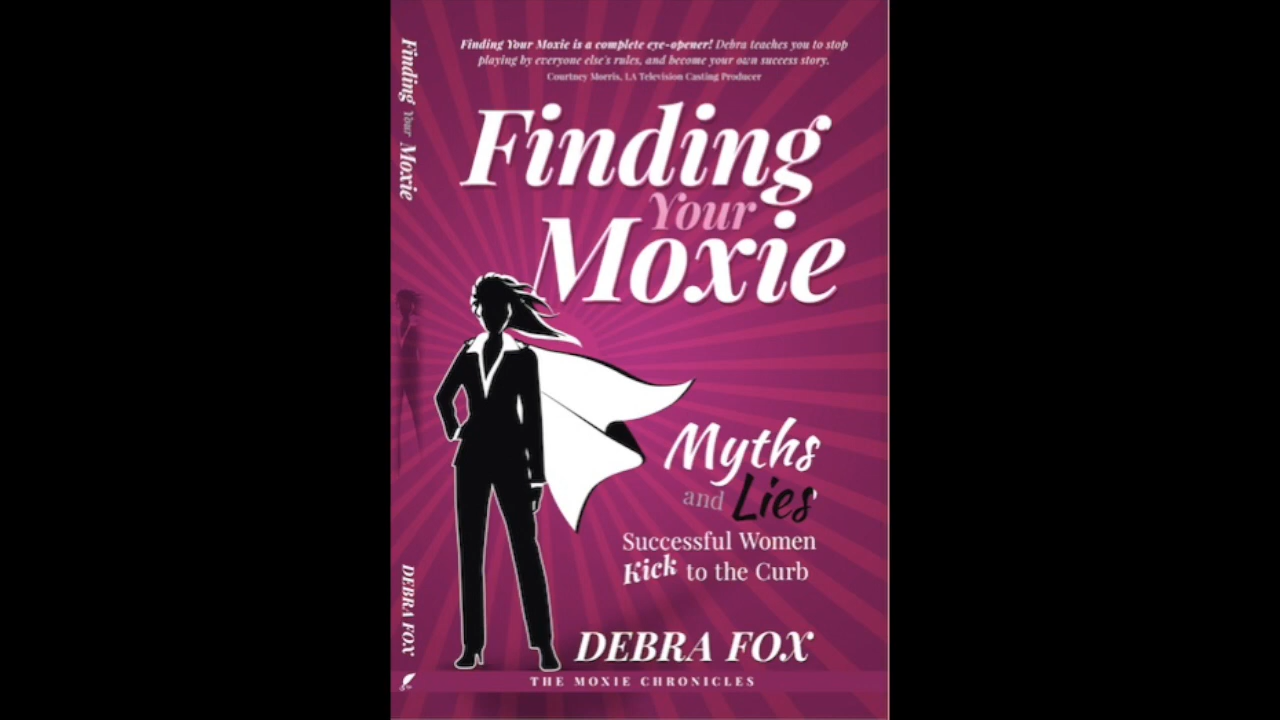 Finding Your Moxie is a complete eye-opener! Debra teaches you to stop
playing by everyone else's rules, and become your own success story.
Courtney Morris, LA Television Casting Producer
Finding
Your
Moxie
Myths
and Lies
Successful Women
Kick to the Curb
DEBRA FOX
THE MOXIE CHRONICLES
Finding Your Moxie
DEBRA FOX